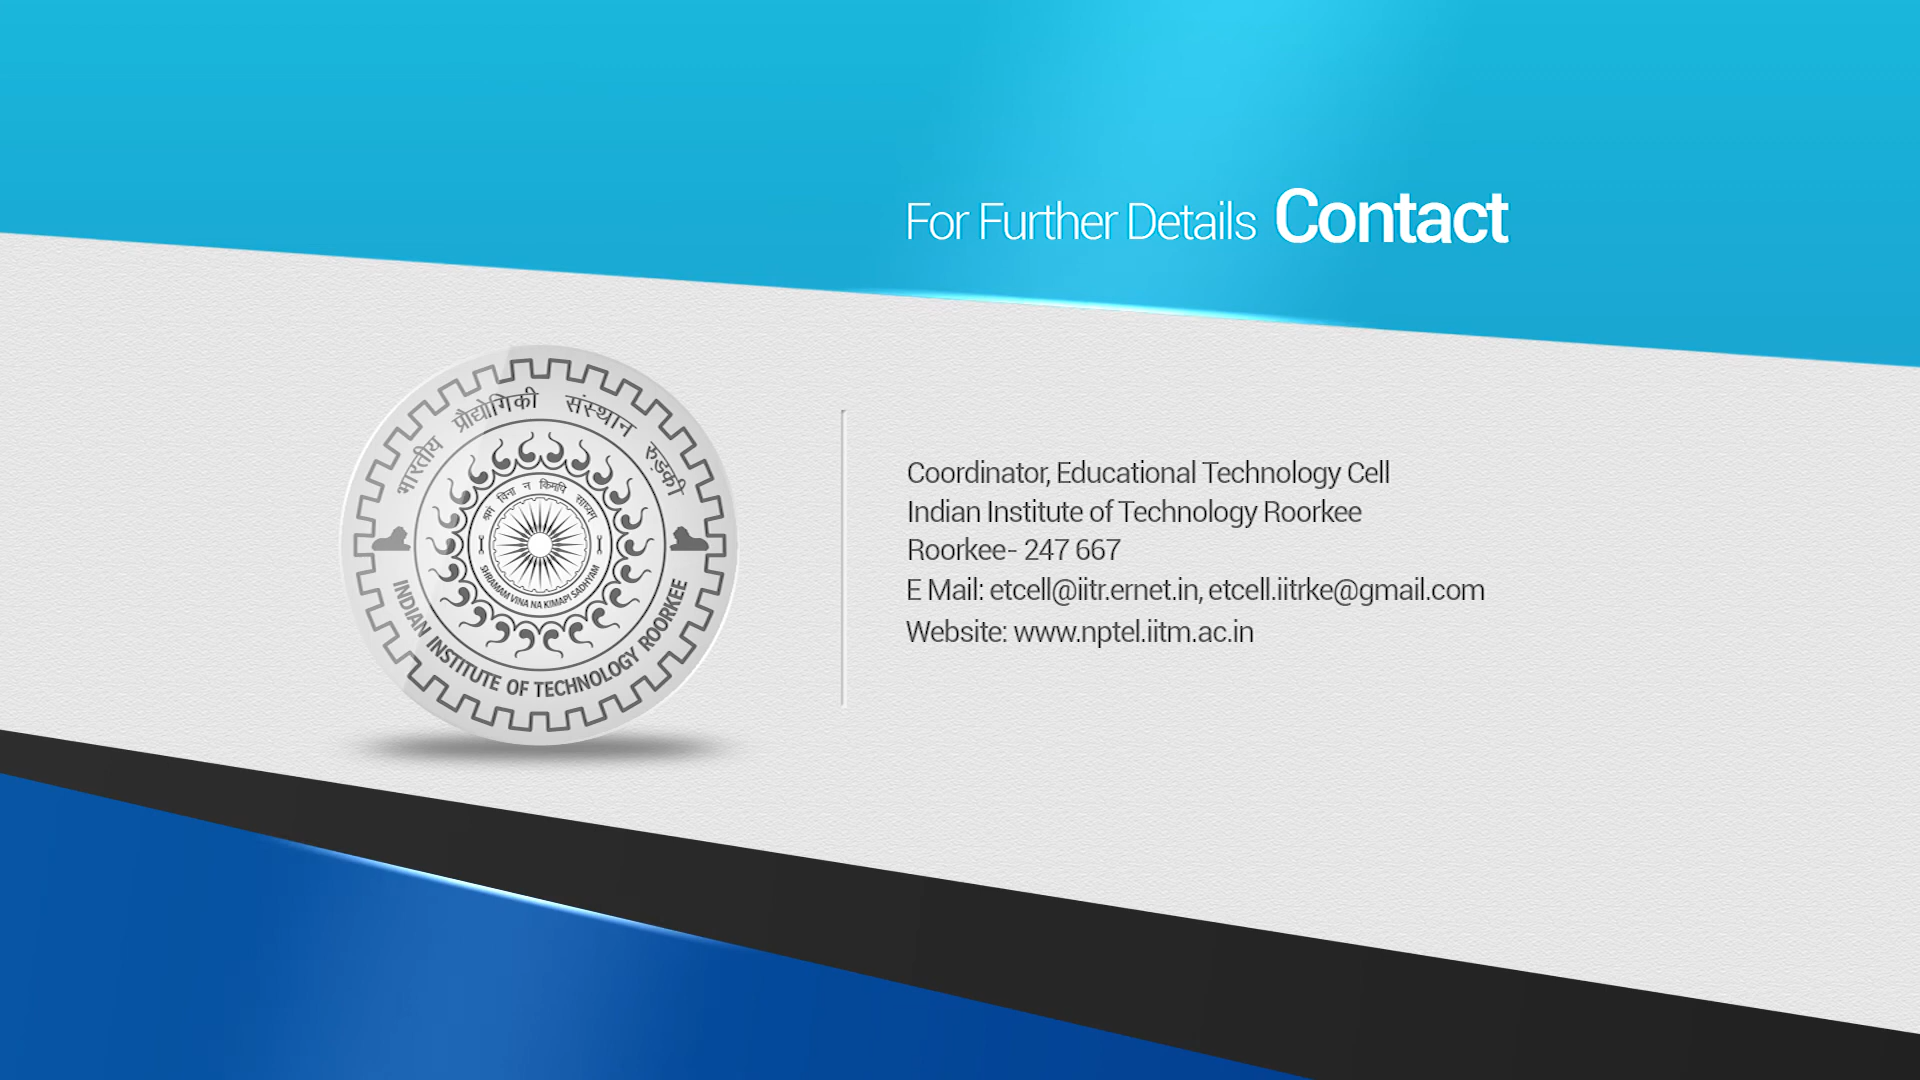 For Further Details Contact
भारतीय प्रौद्योगिकी संस्थान रुड़की
श्रमं विना न किमपि साध्यम्
SHRAMAM VINA NA KIMAPI SADHYAM
INDIAN INSTITUTE OF TECHNOLOGY ROORKEE
Coordinator, Educational Technology Cell
Indian Institute of Technology Roorkee
Roorkee- 247 667
E Mail: etcell@iitr.ernet.in, etcell.iitrke@gmail.com
Website: www.nptel.iitm.ac.in